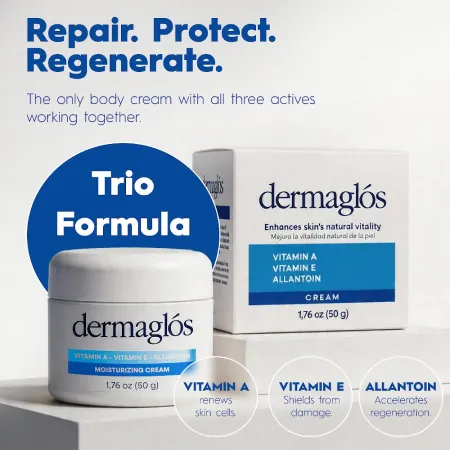 Repair. Protect.
Regenerate.
The only body cream with all three actives
working together.
Trio
Formula
dermaglós
Enhances skin's natural vitality
Mejora la vitalidad natural de la piel
VITAMIN A
VITAMIN E
ALLANTOIN
CREAM
1,76 oz (50 g)
dermaglós
VITAMIN A - VITAMIN E - ALLANTOIN
MOISTURIZING CREAM
1,76 oz (50 g)
VITAMIN A
renews
skin cells.
VITAMIN E
Shields from
damage.
ALLANTOIN
Accelerates
regeneration.